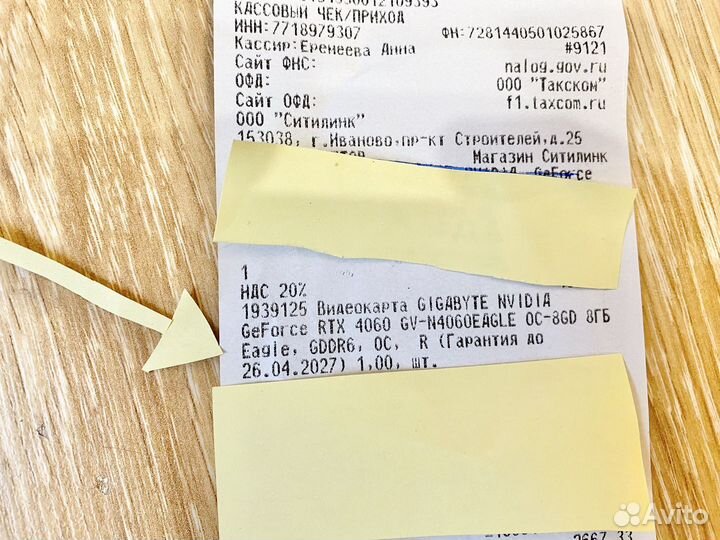 КАССОВЫЙ ЧЕК/ПРИХОД
ИНН:7718979307 ФН:7281440501025867
Кассир:Еренеева Анна #9121
Сайт ФНС: nalog.gov.ru
ОФД: ООО "Такском"
Сайт ОФД: f1.taxcom.ru
ООО "Ситилинк"
153038, г.Иваново,пр-кт Строителей,д.25
Магазин Ситилинк
GeForce
1
НДС 20%
1939125 Видеокарта GIGABYTE NVIDIA
GeForce RTX 4060 GV-N4060EAGLE OC-8GD 8ГБ
Eagle, GDDR6, OC, R (Гарантия до
26.04.2027) 1,00, шт.
2667.33
Avito